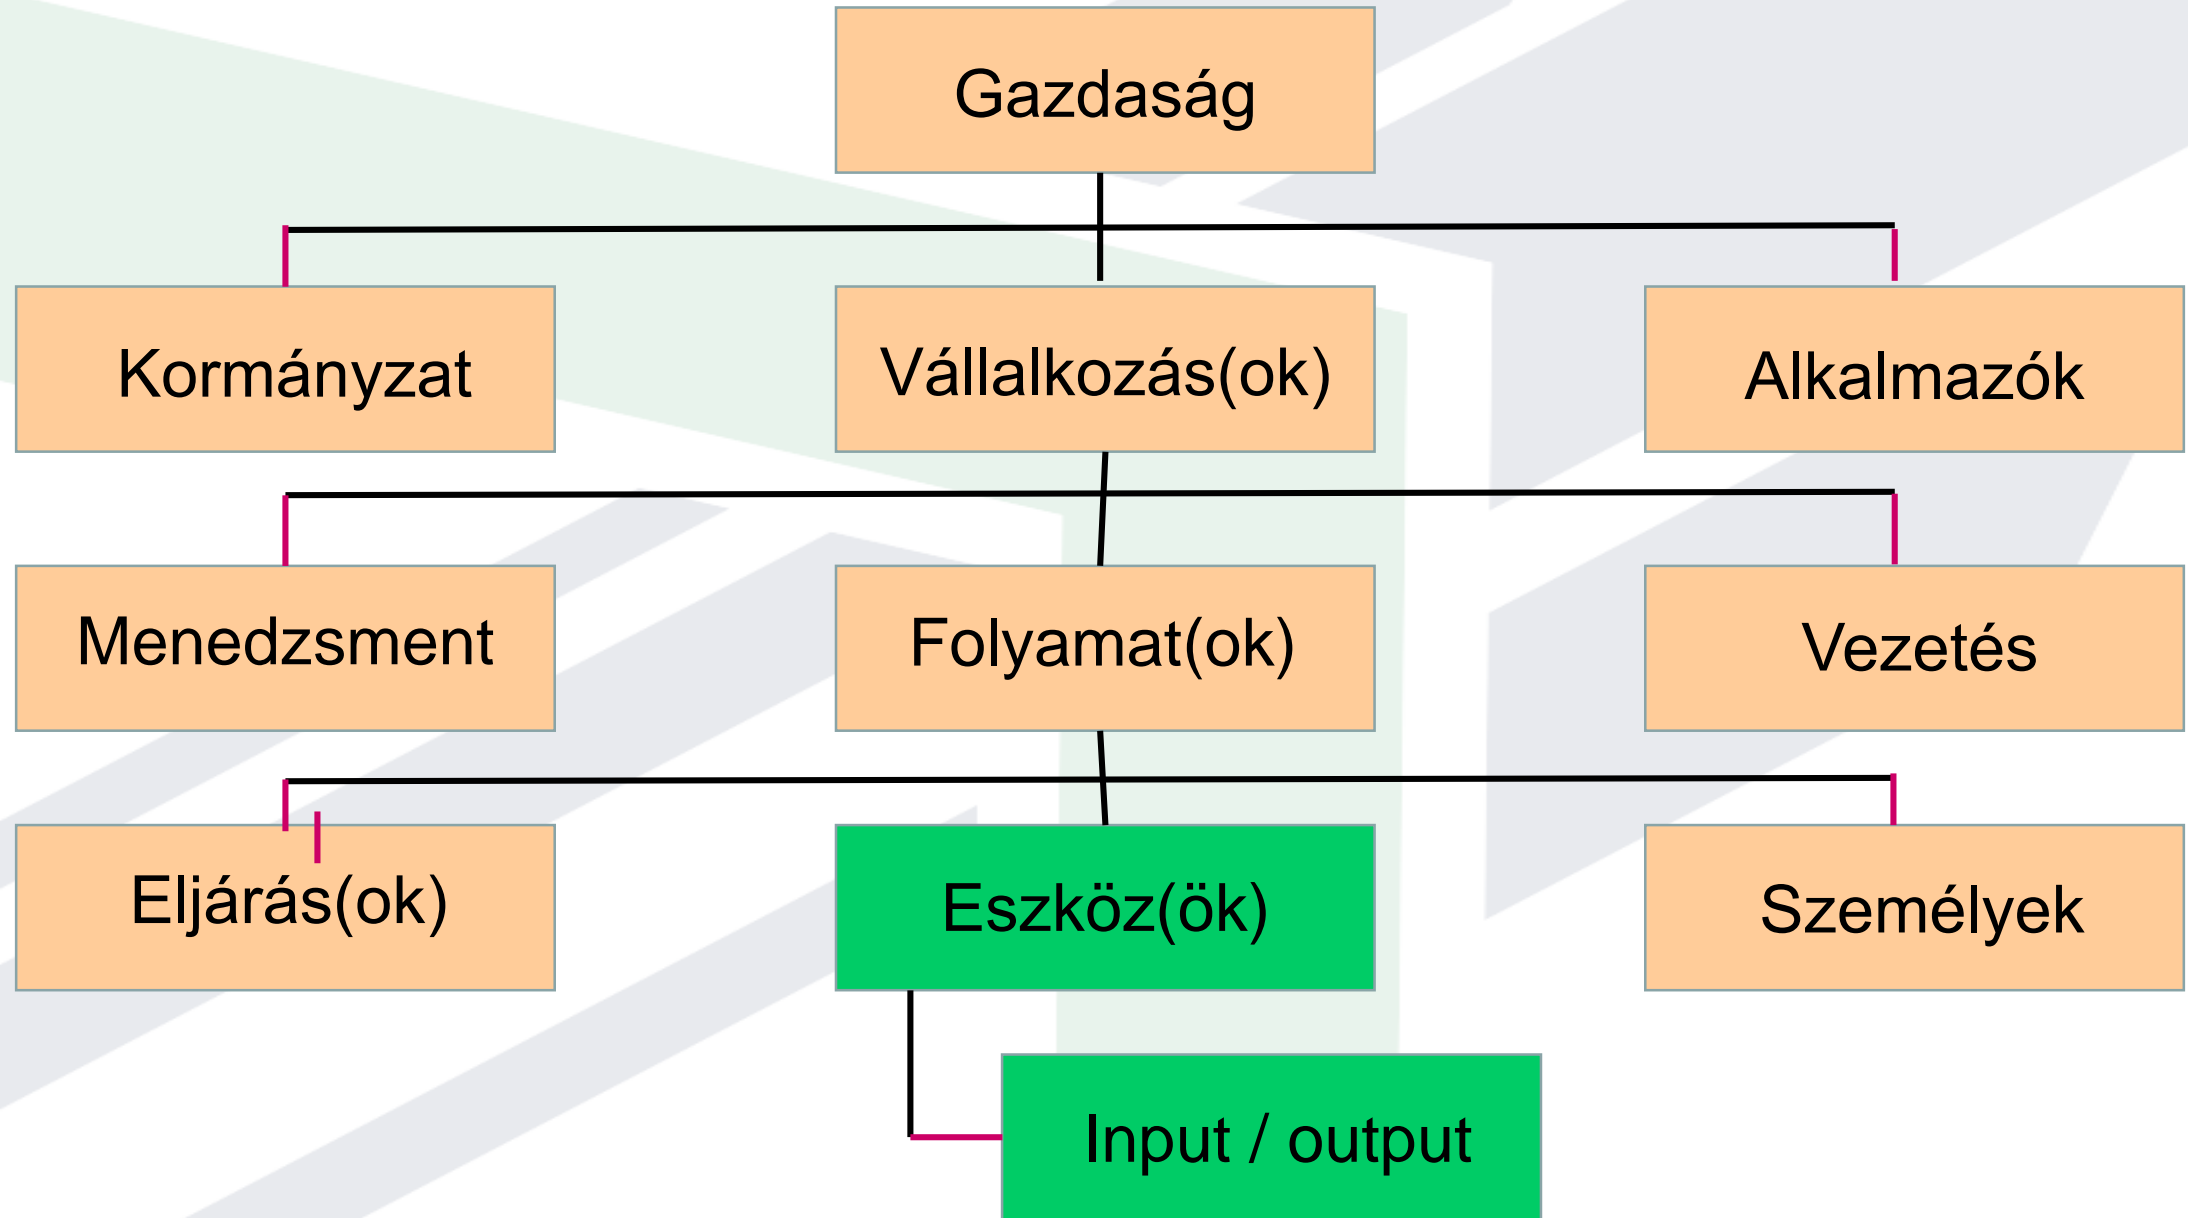 Gazdaság
Kormányzat
Vállalkozás(ok)
Alkalmazók
Menedzsment
Folyamat(ok)
Vezetés
Eljárás(ok)
Eszköz(ök)
Személyek
Input / output